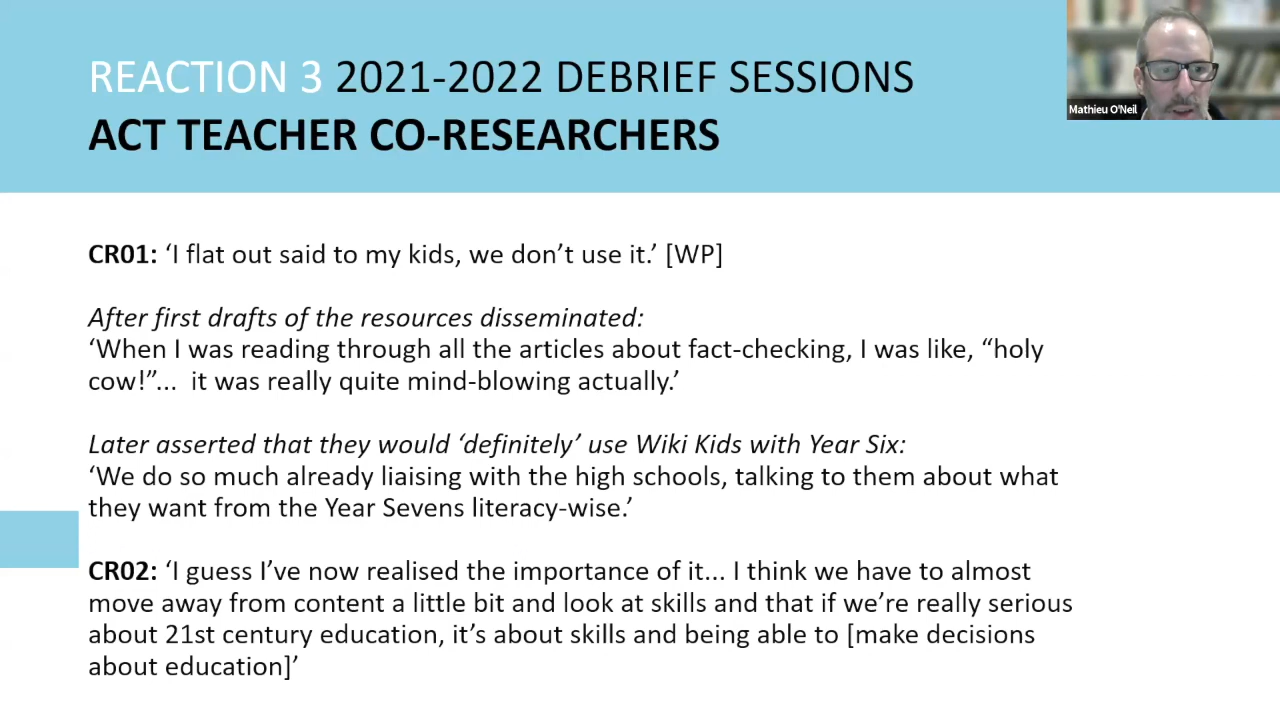 REACTION 3 2021-2022 DEBRIEF SESSIONS
ACT TEACHER CO-RESEARCHERS
Mathieu O'Neil
CR01: ‘I flat out said to my kids, we don’t use it.’ [WP]
After first drafts of the resources disseminated:
‘When I was reading through all the articles about fact-checking, I was like, “holy
cow!”... it was really quite mind-blowing actually.’
Later asserted that they would ‘definitely’ use Wiki Kids with Year Six:
‘We do so much already liaising with the high schools, talking to them about what
they want from the Year Sevens literacy-wise.’
CR02: ‘I guess I’ve now realised the importance of it... I think we have to almost
move away from content a little bit and look at skills and that if we’re really serious
about 21st century education, it’s about skills and being able to [make decisions
about education]’